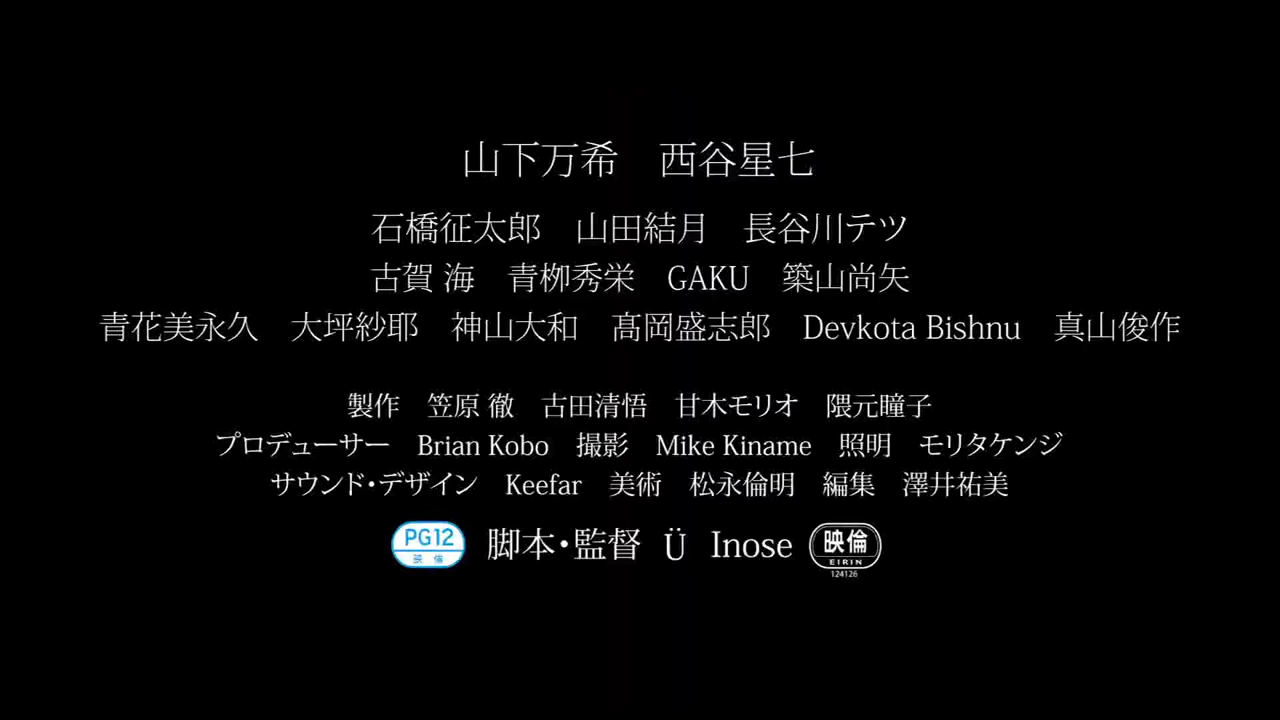 山下万希　西谷星七
石橋征太郎　山田結月　長谷川テツ
古賀 海　青栁秀栄　GAKU　築山尚矢
青花美永久　大坪紗耶　神山大和　髙岡盛志郎　Devkota Bishnu　真山俊作
製作　笠原 徹　古田清悟　甘木モリオ　隈元瞳子
プロデューサー　Brian Kobo　撮影　Mike Kiname　照明　モリタケンジ
サウンド・デザイン　Keefar　美術　松永倫明　編集　澤井祐美
PG12
映倫
脚本・監督　Ü　Inose
映倫
EIRIN
124126